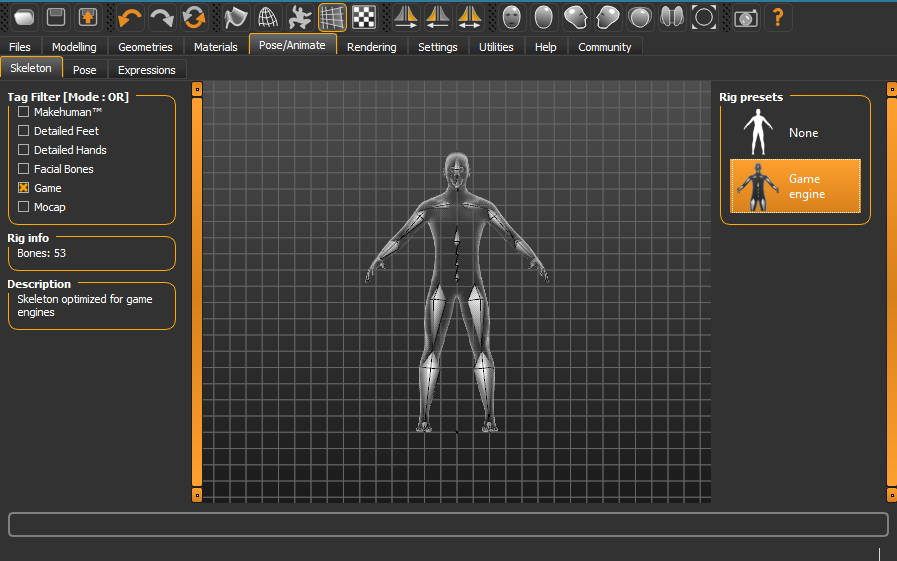 Files
Modelling
Geometries
Materials
Pose/Animate
Rendering
Settings
Utilities
Help
Community
Skeleton
Pose
Expressions
Tag Filter [Mode : OR]
Makehuman™
Detailed Feet
Detailed Hands
Facial Bones
Game
Mocap
Rig info
Bones: 53
Description
Skeleton optimized for game
engines
Rig presets
None
Game
engine